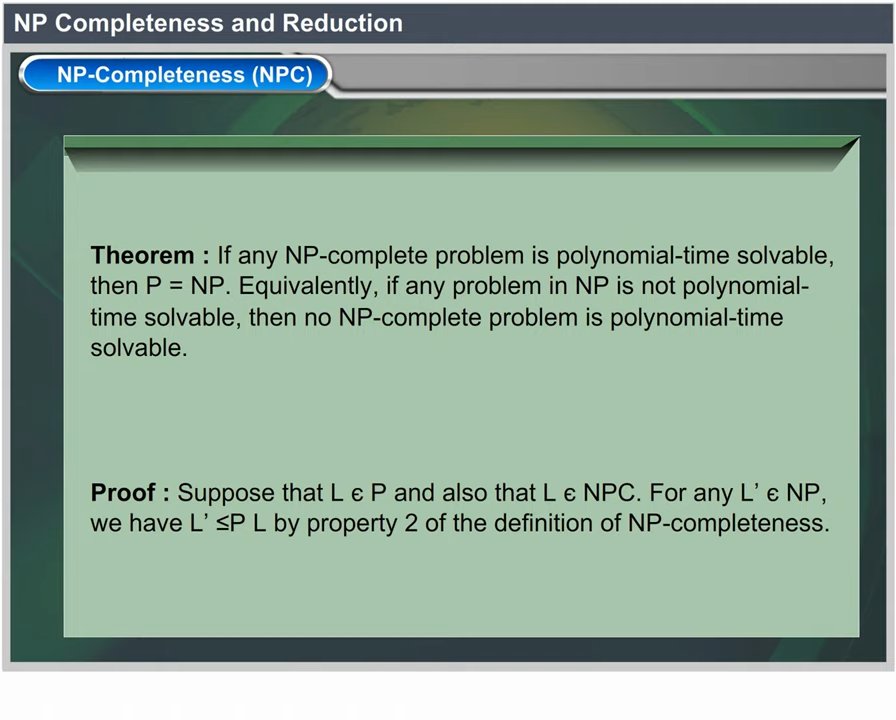 NP Completeness and Reduction
NP-Completeness (NPC)
Theorem : If any NP-complete problem is polynomial-time solvable,
then P = NP. Equivalently, if any problem in NP is not polynomial-
time solvable, then no NP-complete problem is polynomial-time
solvable.
Proof : Suppose that L є P and also that L є NPC. For any L’ є NP,
we have L’ ≤P L by property 2 of the definition of NP-completeness.